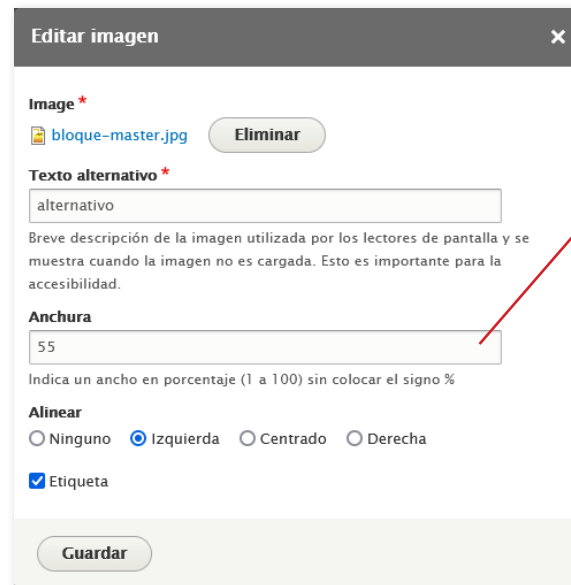 Editar imagen
Image *
bloque-master.jpg Eliminar
Texto alternativo *
alternativo
Breve descripción de la imagen utilizada por los lectores de pantalla y se
muestra cuando la imagen no es cargada. Esto es importante para la
accesibilidad.
Anchura
55
Indica un ancho en porcentaje (1 a 100) sin colocar el signo %
Alinear
Ninguno Izquierda Centrado Derecha
Etiqueta
Guardar